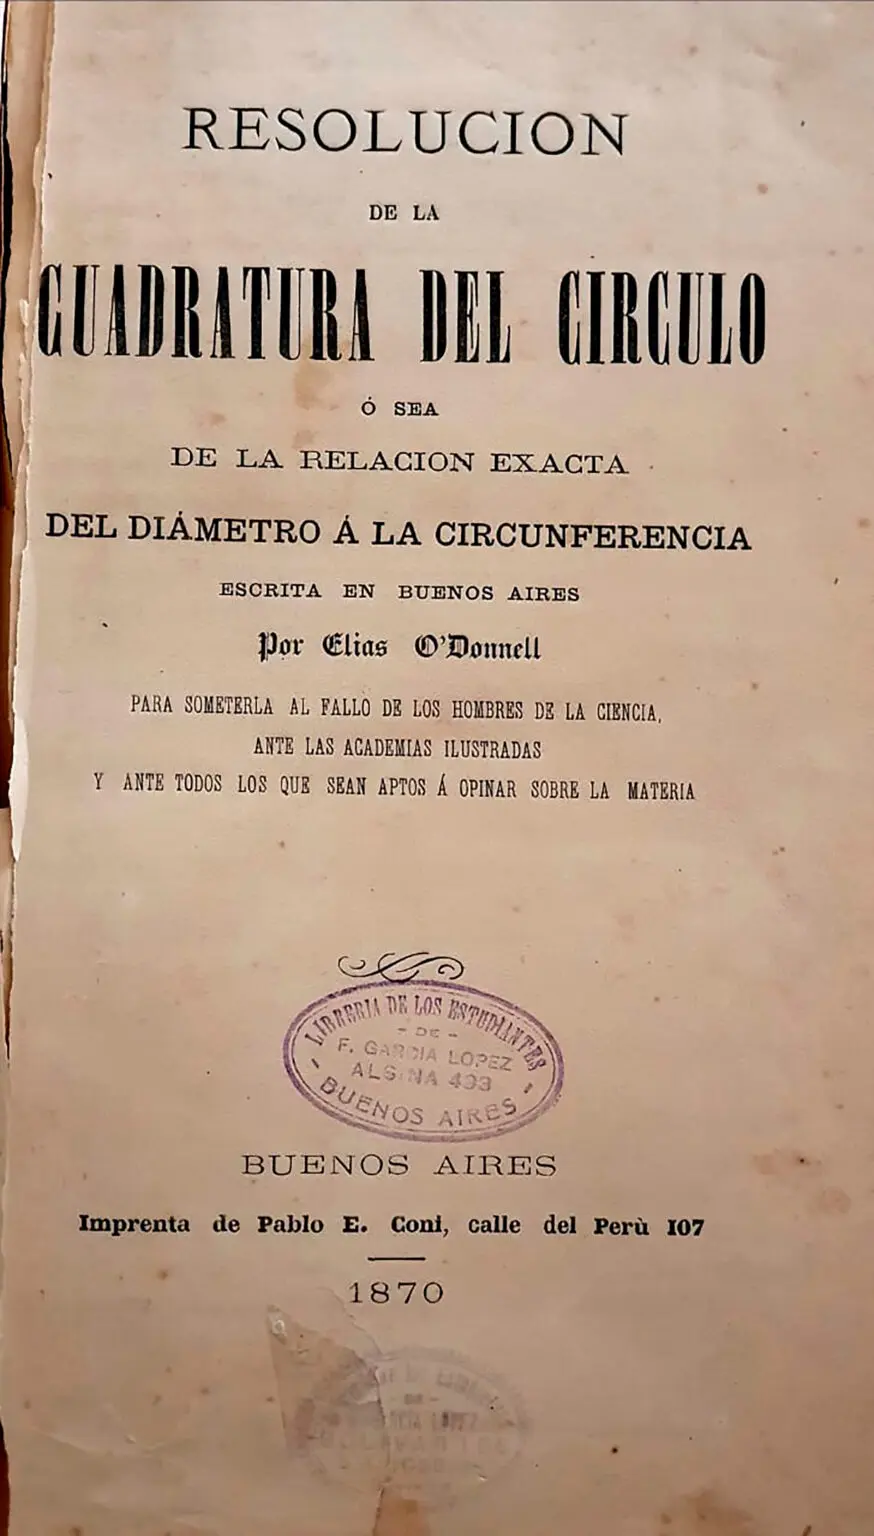 RESOLUCION
DE LA
CUADRATURA DEL CIRCULO
Ó SEA
DE LA RELACION EXACTA
DEL DIÁMETRO Á LA CIRCUNFERENCIA
ESCRITA EN BUENOS AIRES
Por Elias O'Donnell
PARA SOMETERLA AL FALLO DE LOS HOMBRES DE LA CIENCIA,
ANTE LAS ACADEMIAS ILUSTRADAS
Y ANTE TODOS LOS QUE SEAN APTOS Á OPINAR SOBRE LA MATERIA
LIBRERIA DE LOS ESTUDIANTES
- DE -
F. GARCIA LOPEZ
ALSINA 433
- BUENOS AIRES -
BUENOS AIRES
Imprenta de Pablo E. Coni, calle del Perù 107
1870